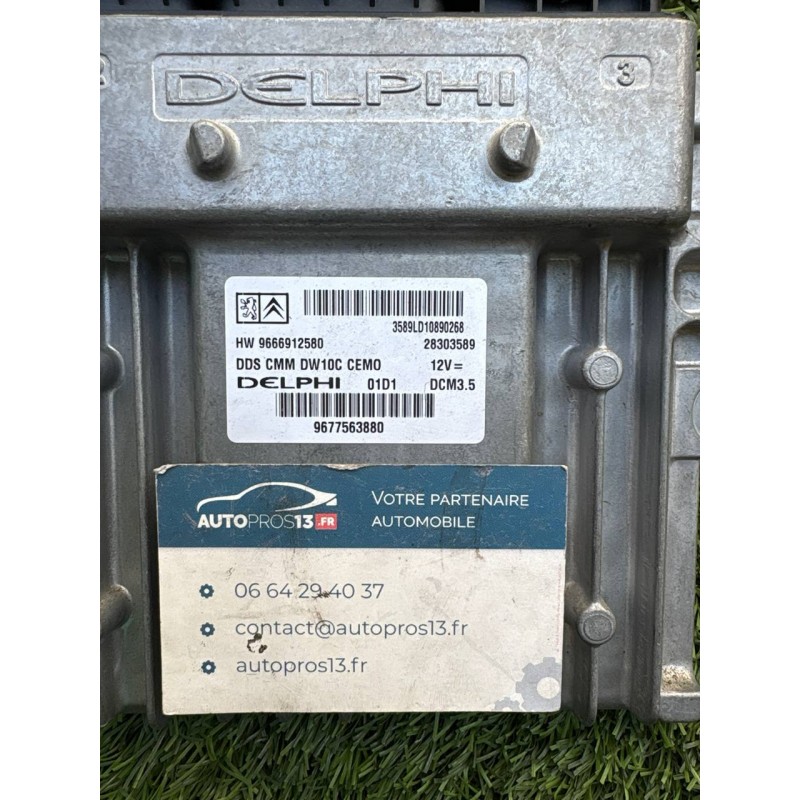 DELPHI
3
3589LD10890268
HW 9666912580 28303589
DDS CMM DW10C CEMO 12V=
DELPHI 01D1 DCM3.5
9677563880
AUTOPROS13.FR
VOTRE PARTENAIRE
AUTOMOBILE
06 64 29 40 37
contact@autopros13.fr
autopros13.fr